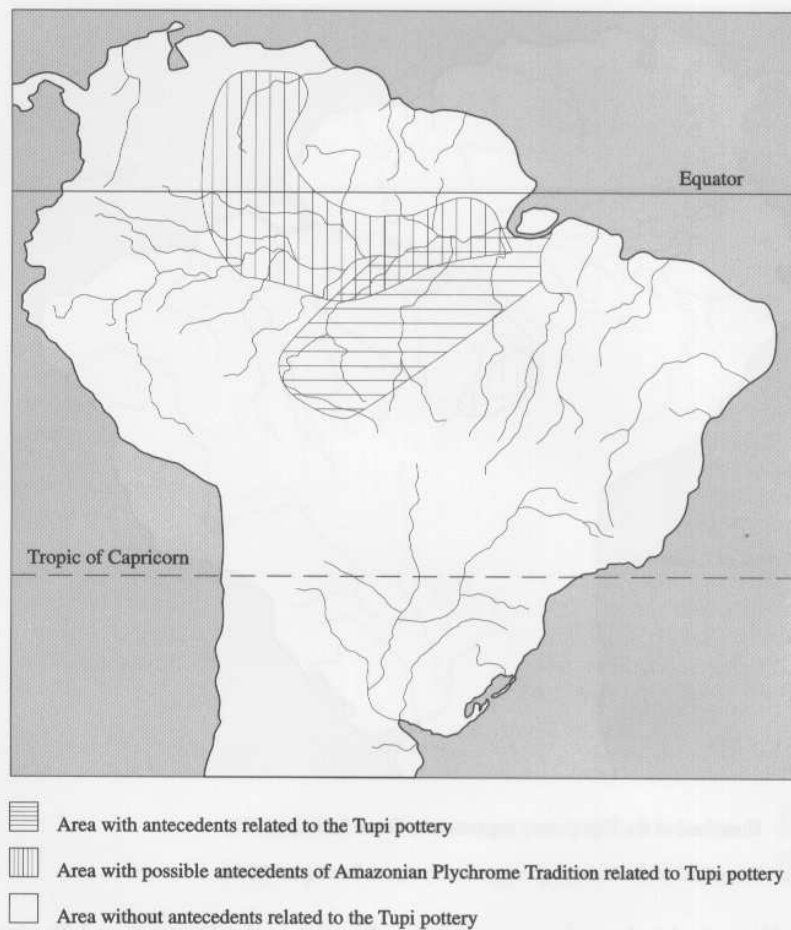 Equator
Tropic of Capricorn
Area with antecedents related to the Tupi pottery
Area with possible antecedents of Amazonian Plychrome Tradition related to Tupi pottery
Area without antecedents related to the Tupi pottery